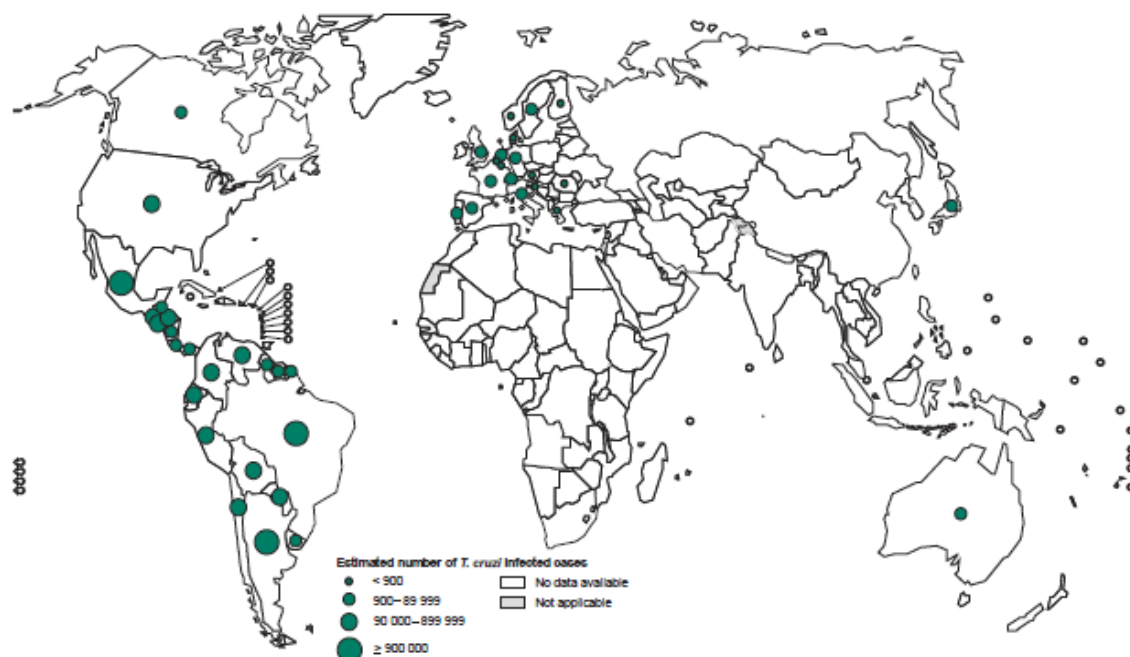 Estimated number of T. cruzi infected cases
< 900
900–89 999
90 000–899 999
≥ 900 000
No data available
Not applicable